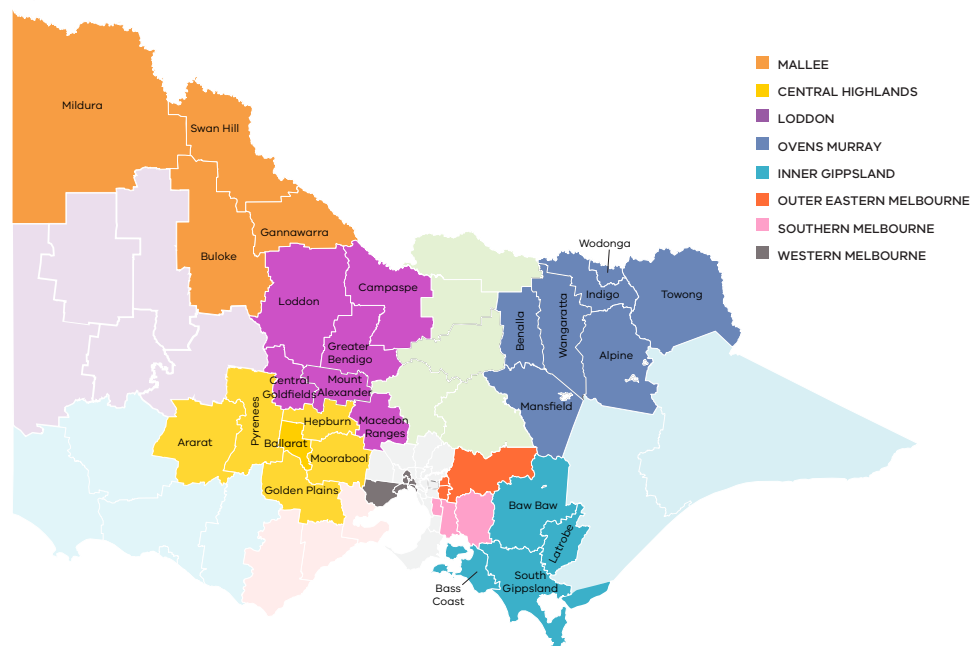 MALLEE
CENTRAL HIGHLANDS
LODDON
OVENS MURRAY
INNER GIPPSLAND
OUTER EASTERN MELBOURNE
SOUTHERN MELBOURNE
WESTERN MELBOURNE
Mildura
Swan Hill
Gannawarra
Buloke
Loddon
Campaspe
Greater
Bendigo
Central
Goldfields
Mount
Alexander
Macedon
Ranges
Pyrenees
Ararat
Hepburn
Ballarat
Moorabool
Golden Plains
Wodonga
Indigo
Towong
Benalla
Wangaratta
Alpine
Mansfield
Baw Baw
Latrobe
South
Gippsland
Bass
Coast